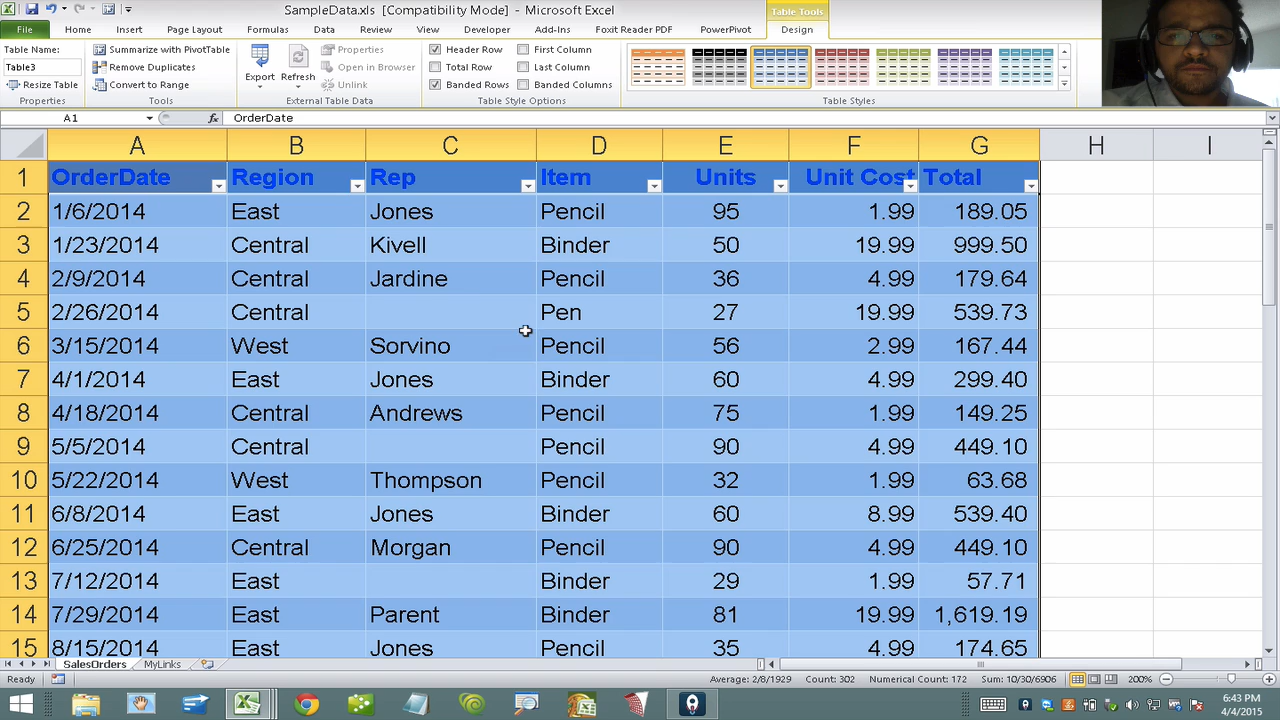 SampleData.xls [Compatibility Mode] - Microsoft Excel
Table Tools
File Home Insert Page Layout Formulas Data Review View Developer Add-Ins Foxit Reader PDF PowerPivot Design
Table Name:
Table3
Resize Table
Properties
Summarize with PivotTable
Remove Duplicates
Convert to Range
Tools
Export
Refresh
Properties
Open in Browser
Unlink
External Table Data
Header Row
Total Row
Banded Rows
First Column
Last Column
Banded Columns
Table Style Options
Table Styles
A1 fx OrderDate
A B C D E F G H I
1 OrderDate Region Rep Item Units Unit Cost Total
2 1/6/2014 East Jones Pencil 95 1.99 189.05
3 1/23/2014 Central Kivell Binder 50 19.99 999.50
4 2/9/2014 Central Jardine Pencil 36 4.99 179.64
5 2/26/2014 Central Pen 27 19.99 539.73
6 3/15/2014 West Sorvino Pencil 56 2.99 167.44
7 4/1/2014 East Jones Binder 60 4.99 299.40
8 4/18/2014 Central Andrews Pencil 75 1.99 149.25
9 5/5/2014 Central Pencil 90 4.99 449.10
10 5/22/2014 West Thompson Pencil 32 1.99 63.68
11 6/8/2014 East Jones Binder 60 8.99 539.40
12 6/25/2014 Central Morgan Pencil 90 4.99 449.10
13 7/12/2014 East Binder 29 1.99 57.71
14 7/29/2014 East Parent Binder 81 19.99 1,619.19
15 8/15/2014 East Jones Pencil 35 4.99 174.65
SalesOrders MyLinks
Ready Average: 2/8/1929 Count: 302 Numerical Count: 172 Sum: 10/30/6906 200%
6:43 PM
4/4/2015